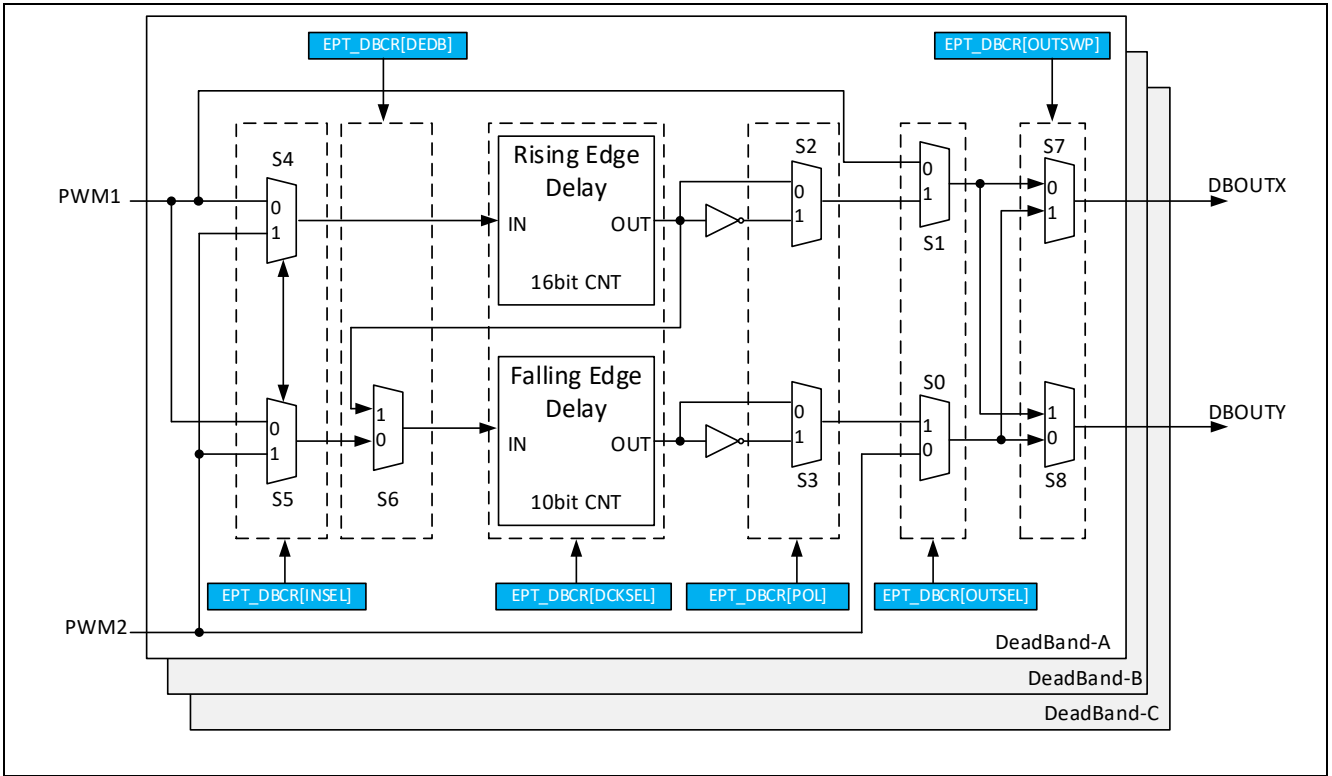 EPT_DBCR[DEDB]
EPT_DBCR[OUTSWP]
S4
Rising Edge
Delay
S2
S7
PWM1
0
1
IN
OUT
0
1
0
1
0
1
DBOUTX
S1
16bit CNT
Falling Edge
Delay
S0
0
1
1
0
IN
OUT
0
1
1
0
1
0
DBOUTY
S5
S6
10bit CNT
S3
S8
EPT_DBCR[INSEL]
EPT_DBCR[DCKSEL]
EPT_DBCR[POL]
EPT_DBCR[OUTSEL]
PWM2
DeadBand-A
DeadBand-B
DeadBand-C